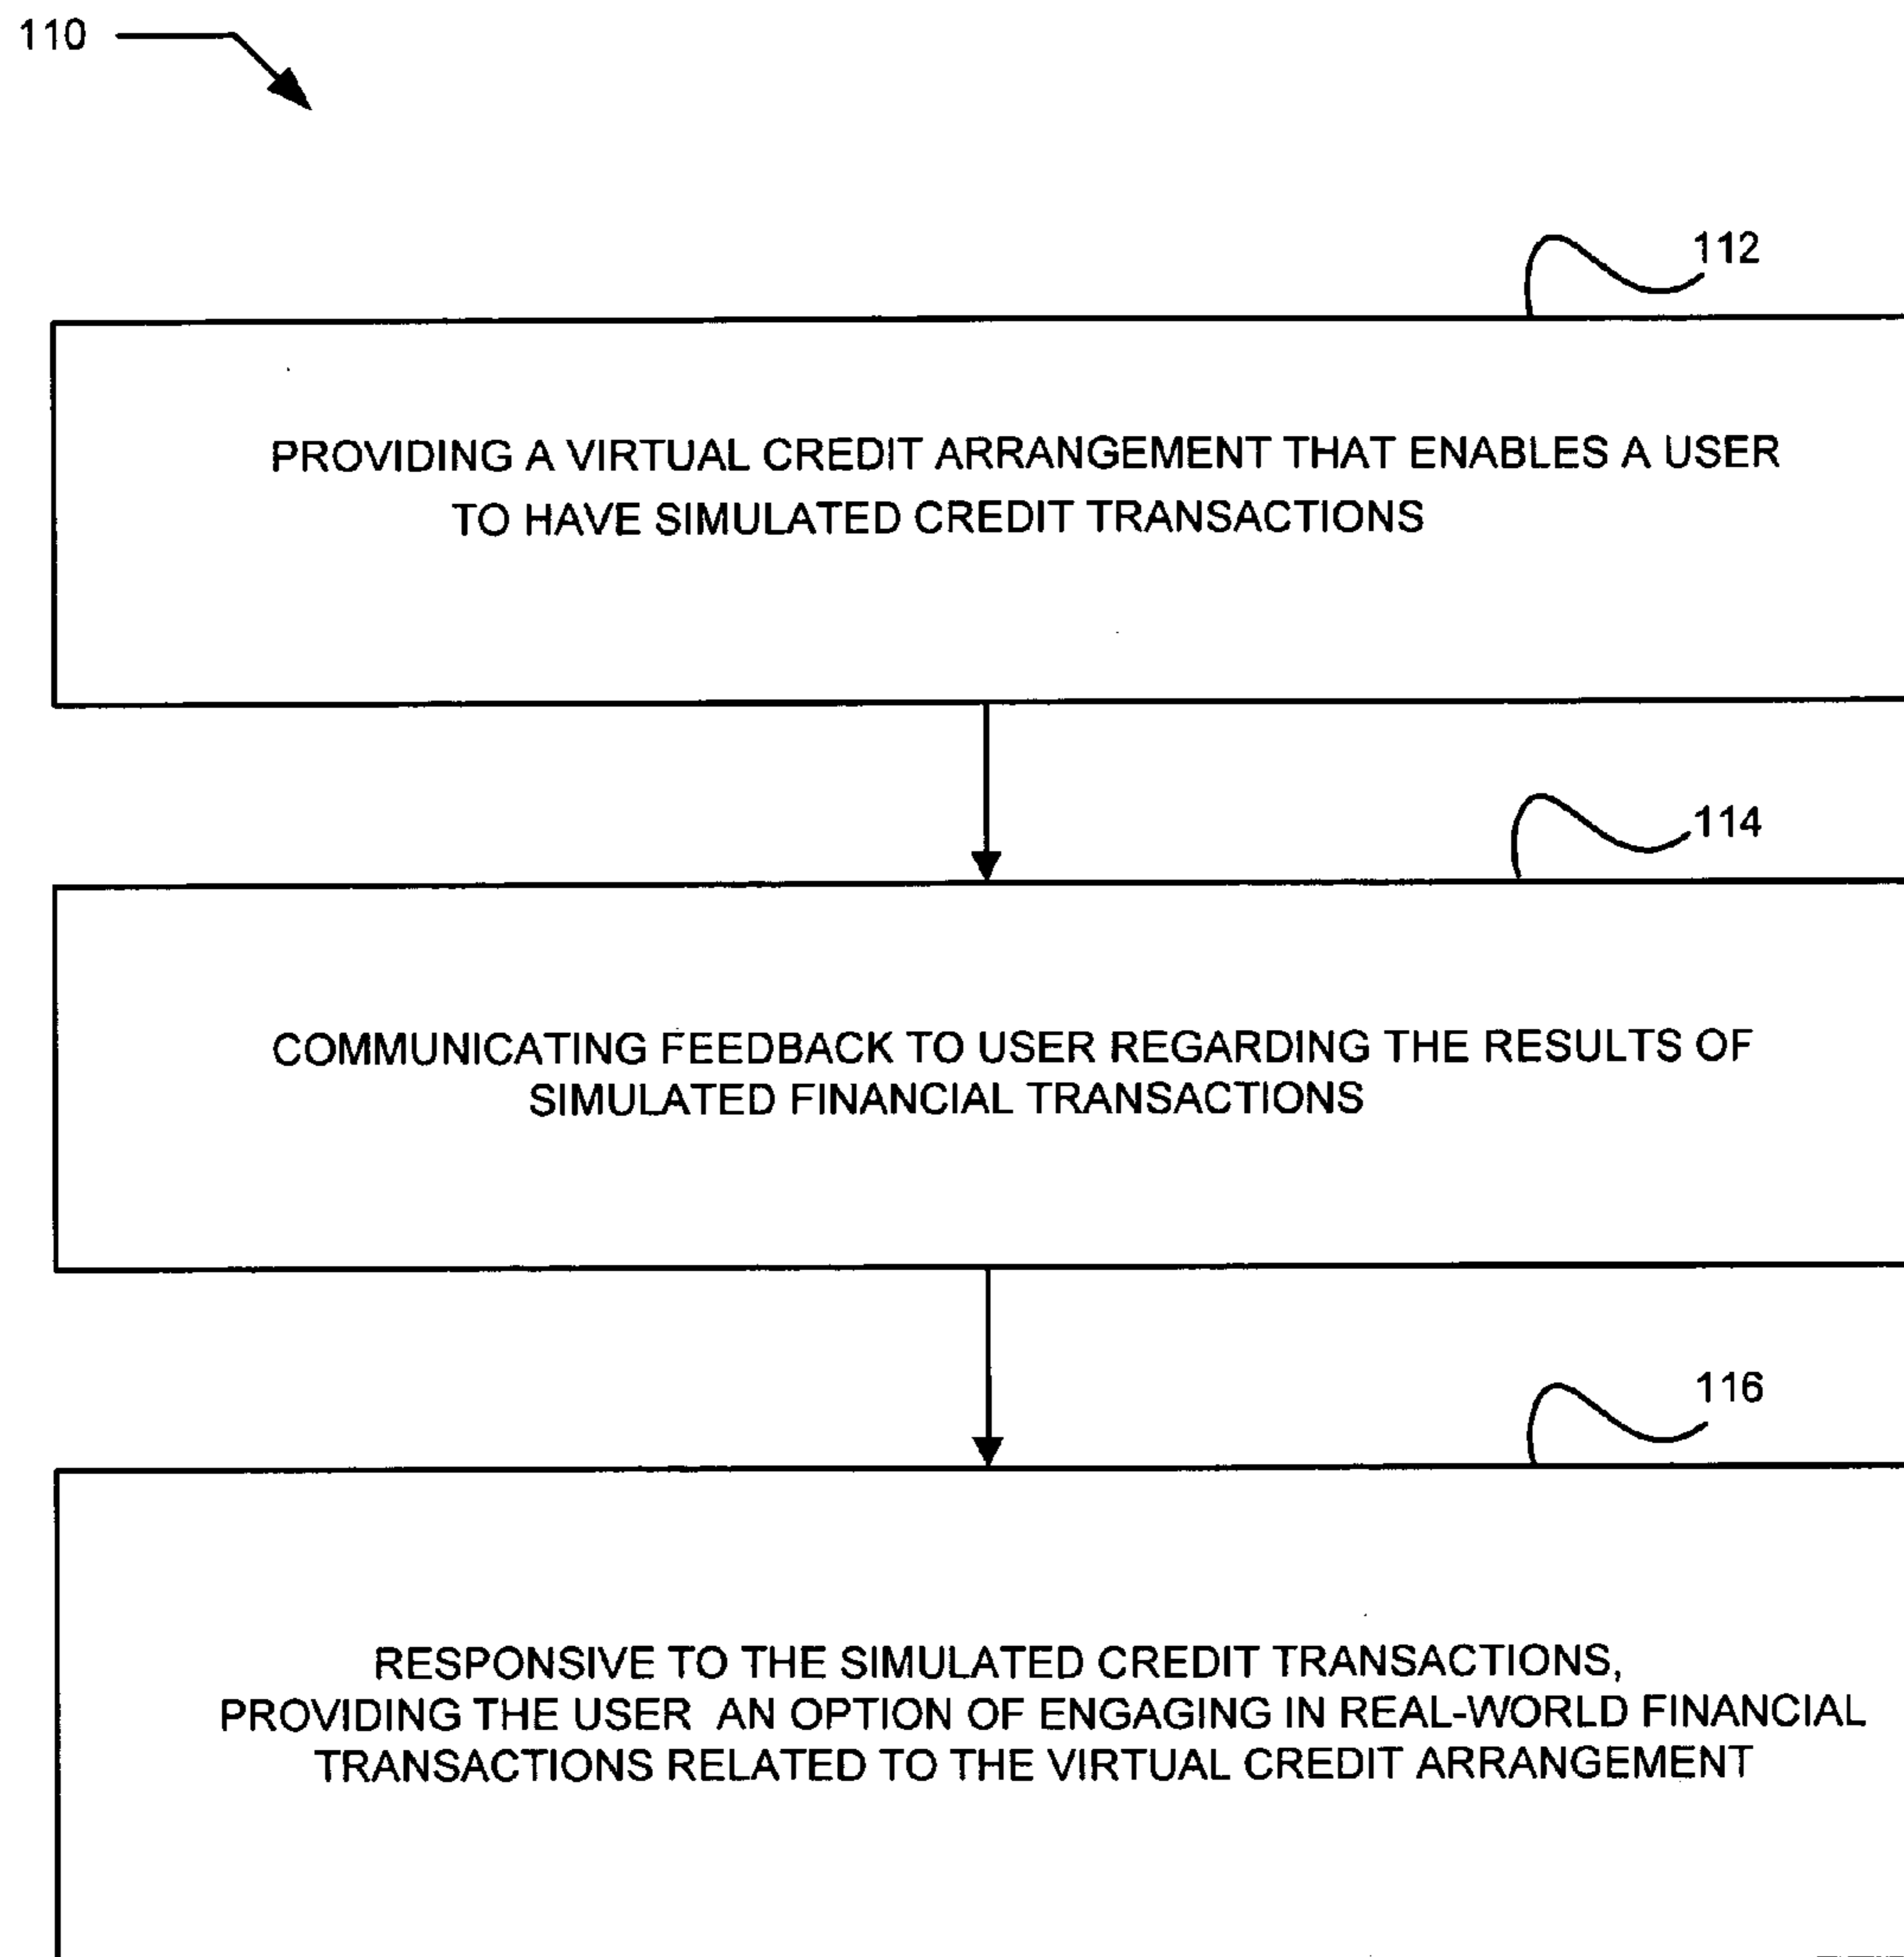 110
112
PROVIDING A VIRTUAL CREDIT ARRANGEMENT THAT ENABLES A USER
TO HAVE SIMULATED CREDIT TRANSACTIONS
114
COMMUNICATING FEEDBACK TO USER REGARDING THE RESULTS OF
SIMULATED FINANCIAL TRANSACTIONS
116
RESPONSIVE TO THE SIMULATED CREDIT TRANSACTIONS,
PROVIDING THE USER AN OPTION OF ENGAGING IN REAL-WORLD FINANCIAL
TRANSACTIONS RELATED TO THE VIRTUAL CREDIT ARRANGEMENT